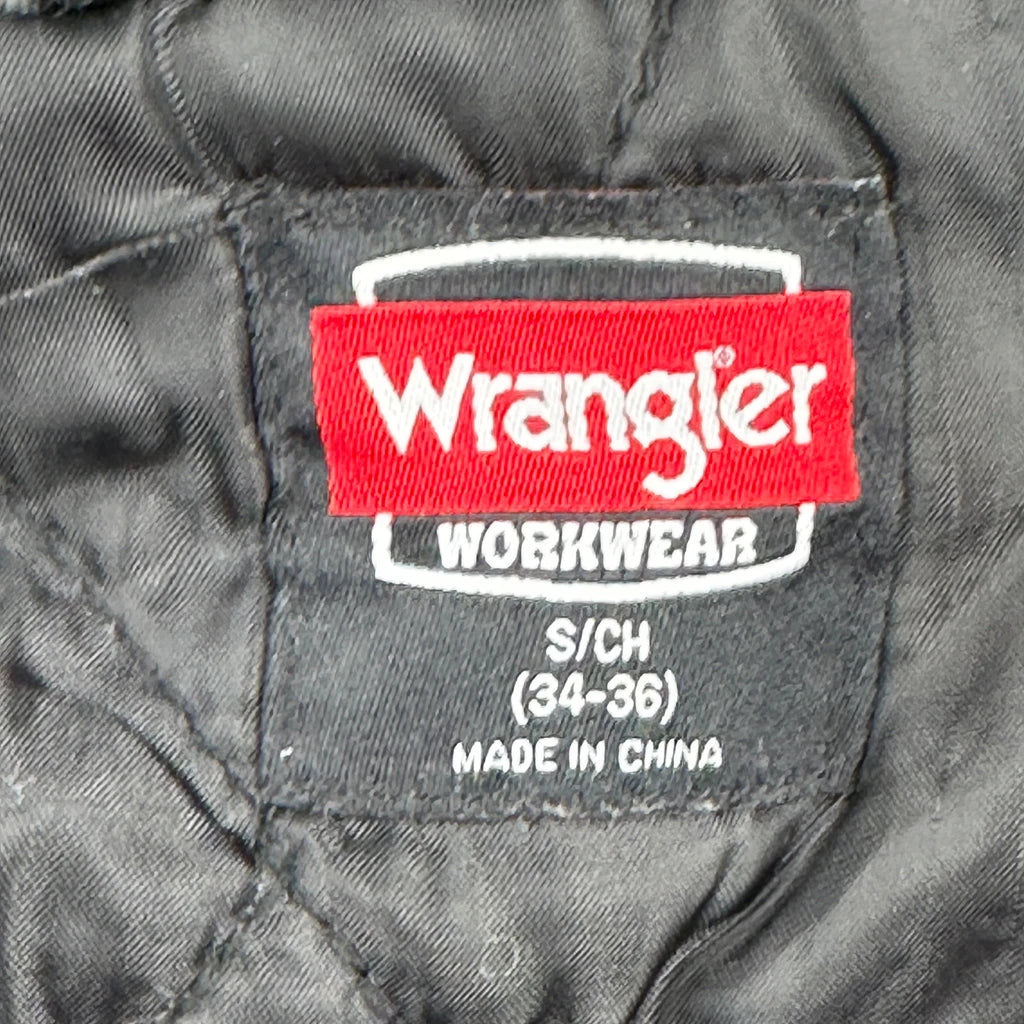 Wrangler®
WORKWEAR
S/CH
(34-36)
MADE IN CHINA